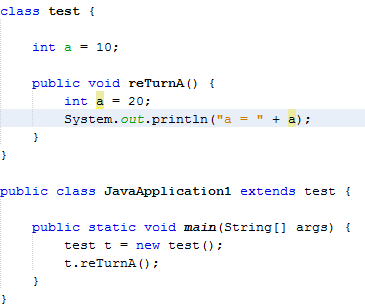 class test {
int a = 10;
public void reTurnA() {
int a = 20;
System.out.println("a = " + a);
}
}
public class JavaApplication1 extends test {
public static void main(String[] args) {
test t = new test();
t.reTurnA();
}
}